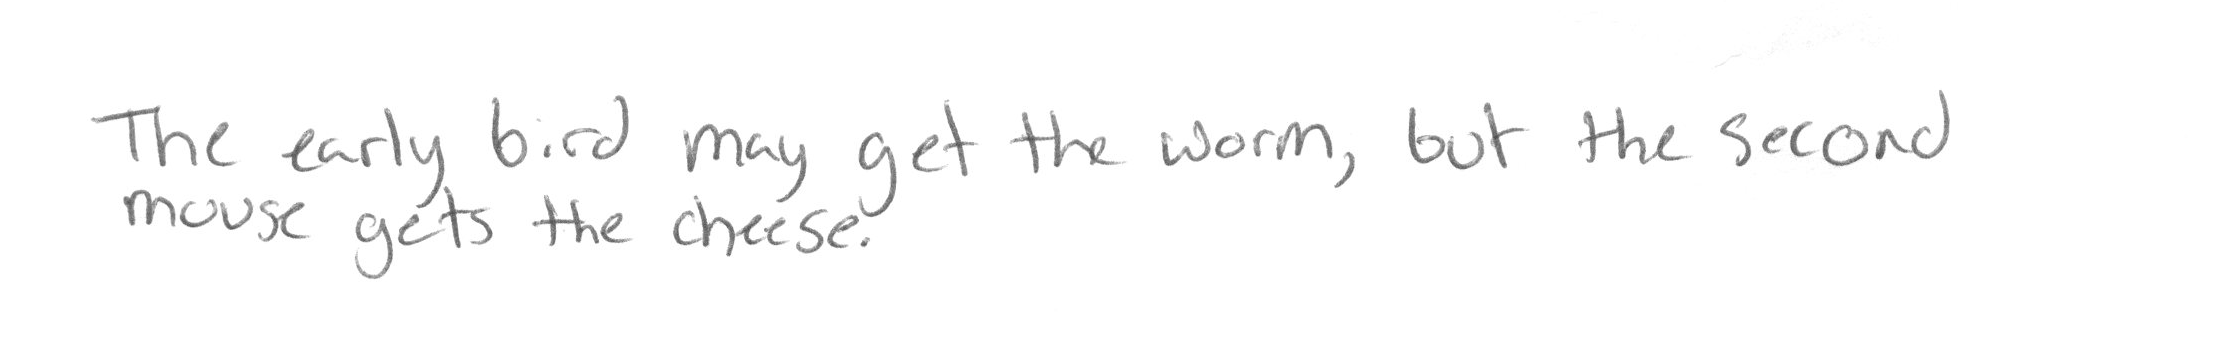 The early bird may get the worm, but the second
mouse gets the cheese.